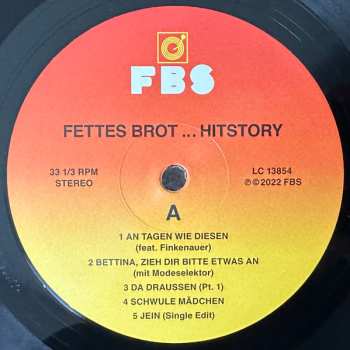 FBS
FETTES BROT ... HITSTORY
33 1/3 RPM LC 13854
STEREO ℗©2022 FBS
A
1 AN TAGEN WIE DIESEN
(feat. Finkenauer)
2 BETTINA, ZIEH DIR BITTE ETWAS AN
(mit Modeselektor)
3 DA DRAUSSEN (Pt. 1)
4 SCHWULE MÄDCHEN
5 JEIN (Single Edit)